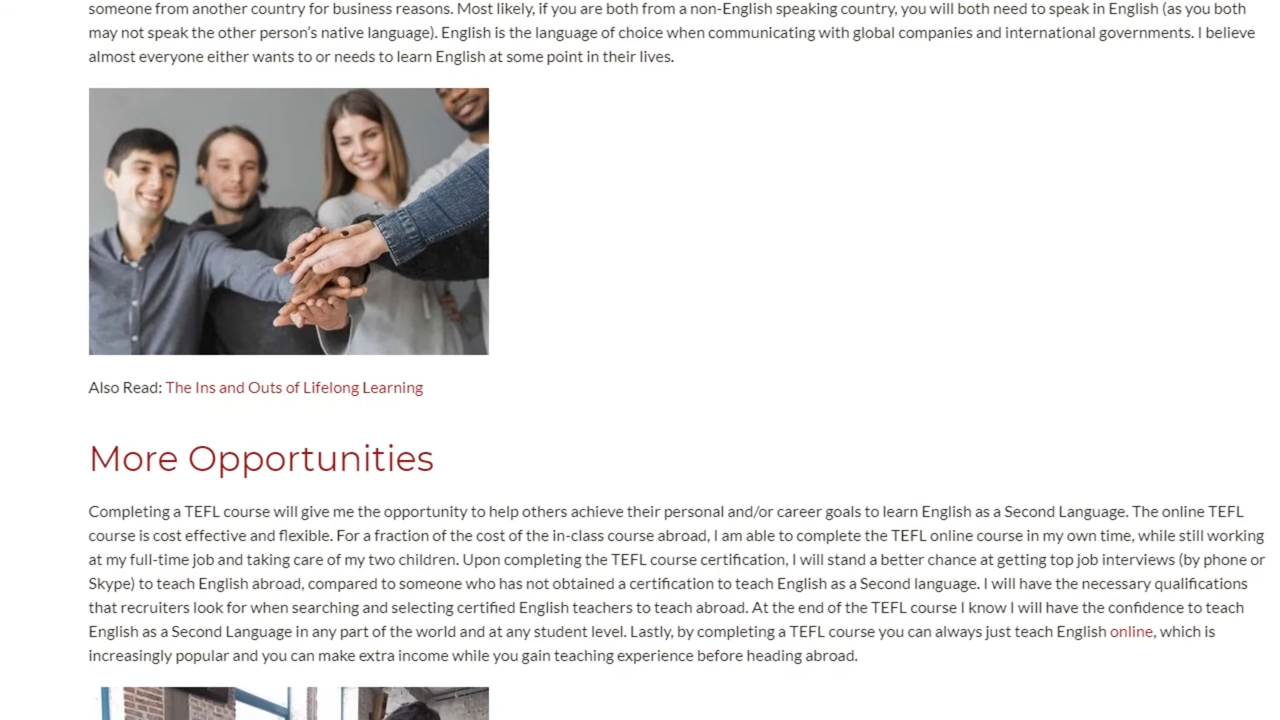 someone from another country for business reasons. Most likely, if you are both from a non-English speaking country, you will both need to speak in English (as you both
may not speak the other person's native language). English is the language of choice when communicating with global companies and international governments. I believe
almost everyone either wants to or needs to learn English at some point in their lives.
Also Read: The Ins and Outs of Lifelong Learning
More Opportunities
Completing a TEFL course will give me the opportunity to help others achieve their personal and/or career goals to learn English as a Second Language. The online TEFL
course is cost effective and flexible. For a fraction of the cost of the in-class course abroad, I am able to complete the TEFL online course in my own time, while still working
at my full-time job and taking care of my two children. Upon completing the TEFL course certification, I will stand a better chance at getting top job interviews (by phone or
Skype) to teach English abroad, compared to someone who has not obtained a certification to teach English as a Second language. I will have the necessary qualifications
that recruiters look for when searching and selecting certified English teachers to teach abroad. At the end of the TEFL course I know I will have the confidence to teach
English as a Second Language in any part of the world and at any student level. Lastly, by completing a TEFL course you can always just teach English online, which is
increasingly popular and you can make extra income while you gain teaching experience before heading abroad.